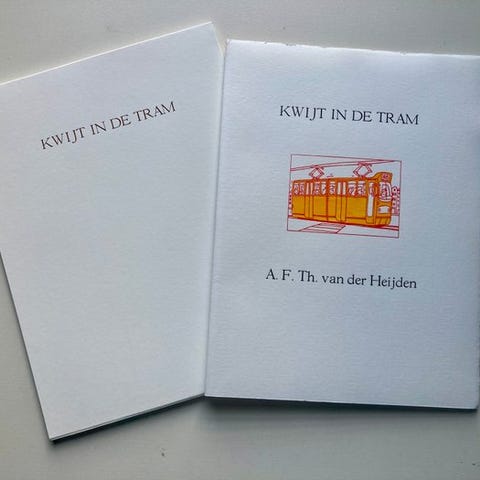 KWIJT IN DE TRAM
KWIJT IN DE TRAM
A. F. Th. van der Heijden